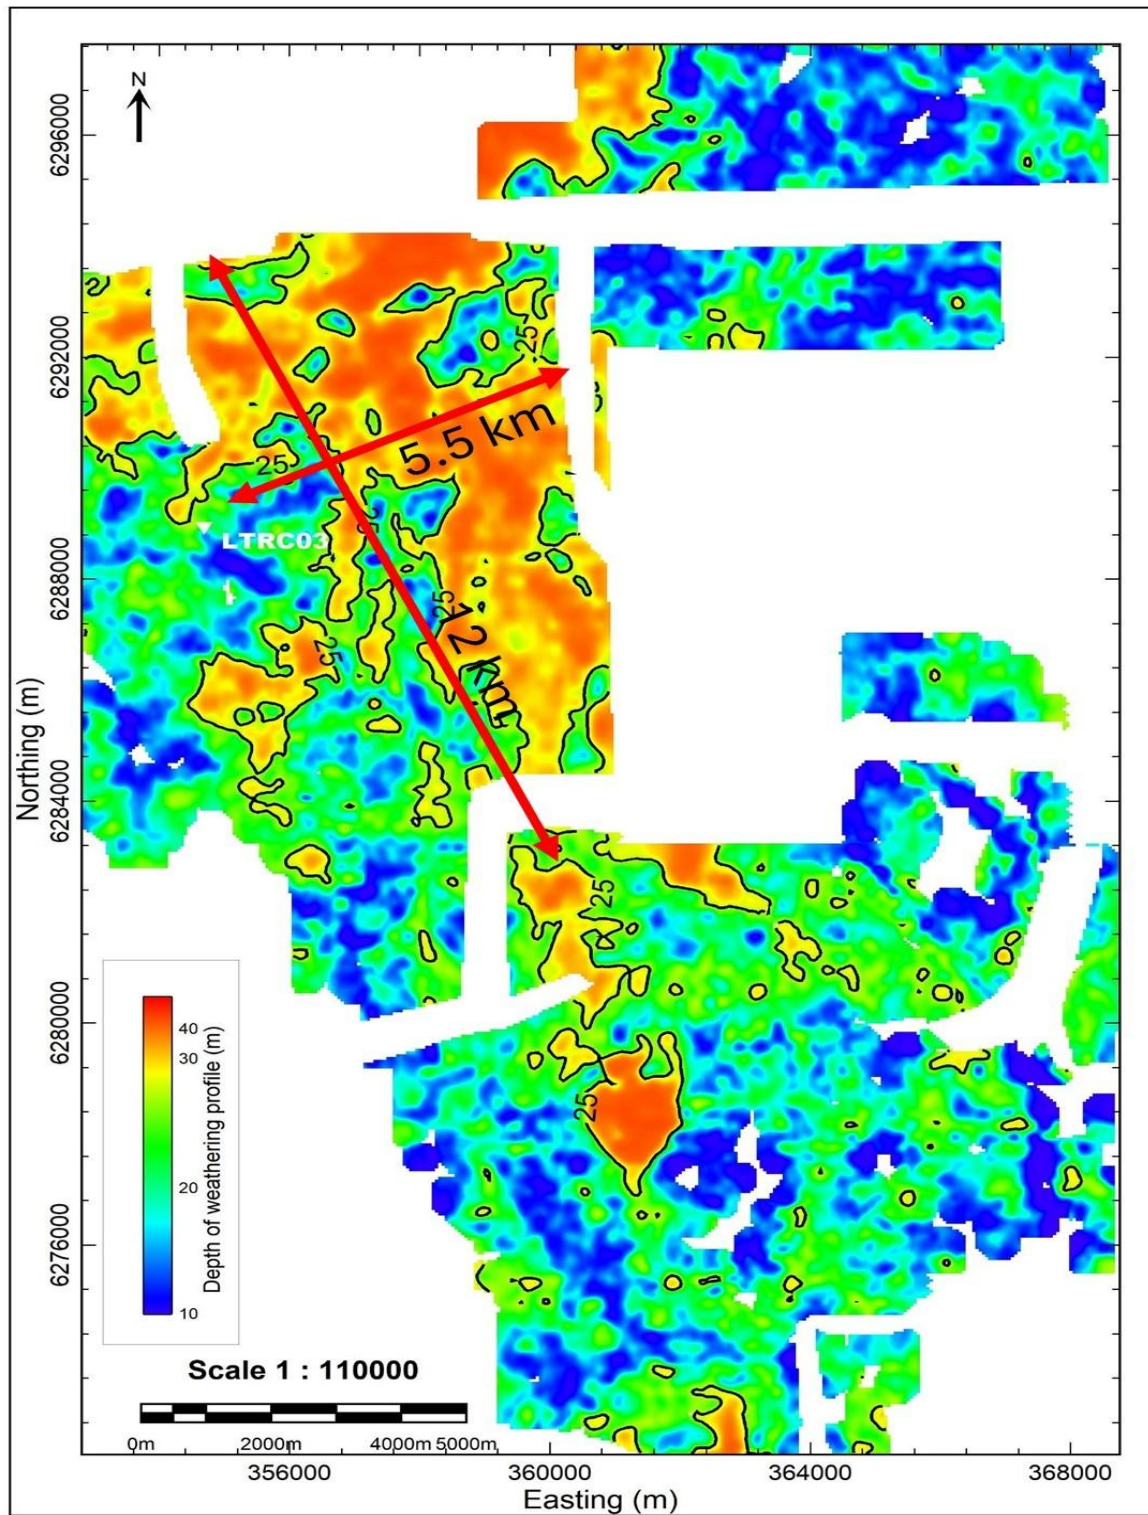 N
6296000
6292000
6288000
6284000
6280000
6276000
Northing (m)
25
5.5 km
25
25
LTRC03
25
12 km
25
25
25
40
30
20
10
Depth of weathering profile (m)
Scale 1 : 110000
0m 2000m 4000m 5000m
356000 360000 364000 368000
Easting (m)